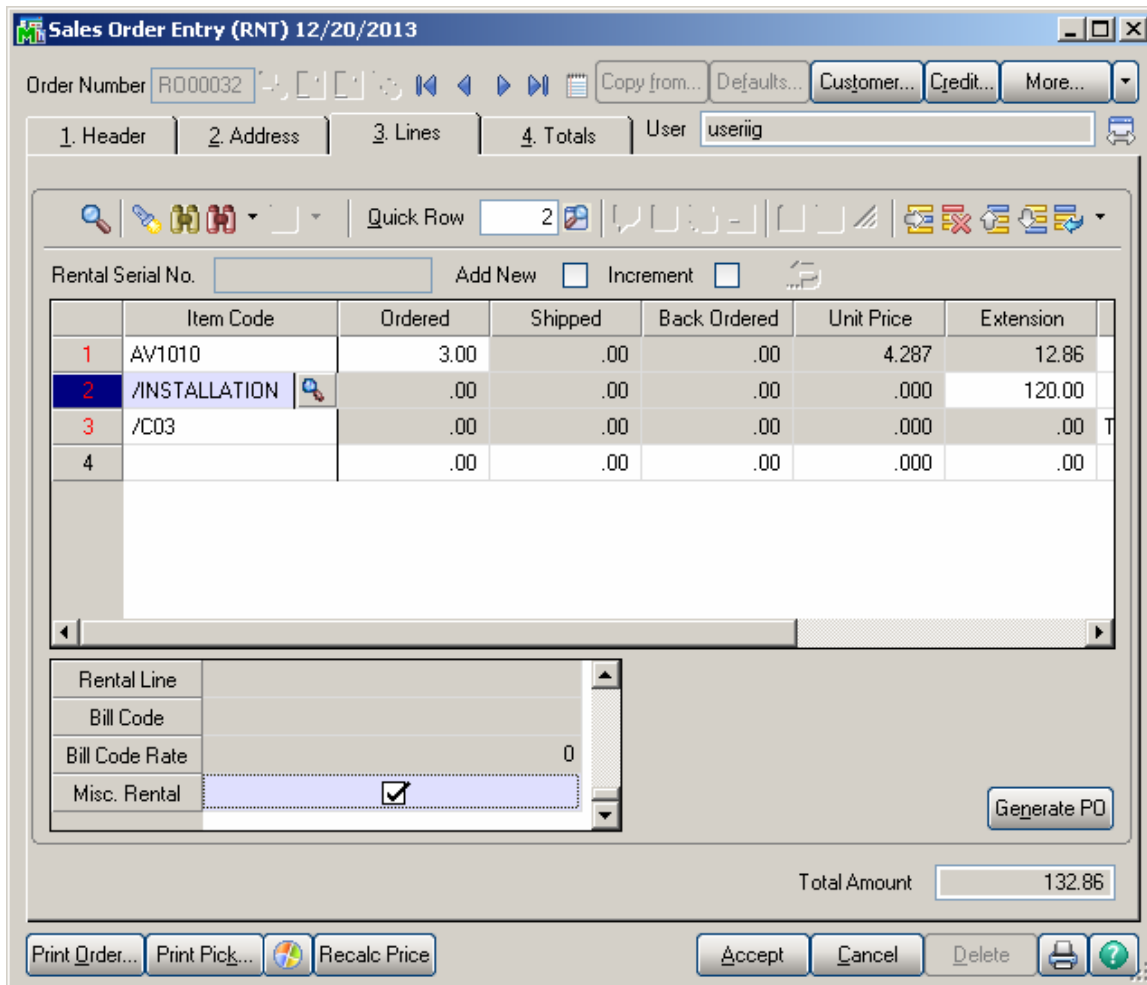 Sales Order Entry (RNT) 12/20/2013
Order Number RO00032 Copy from... Defaults... Customer... Credit... More...
1. Header 2. Address 3. Lines 4. Totals User useriig
Quick Row 2
Rental Serial No. Add New Increment
Item Code Ordered Shipped Back Ordered Unit Price Extension
1 AV1010 3.00 .00 .00 4.287 12.86
2 /INSTALLATION .00 .00 .00 .000 120.00
3 /C03 .00 .00 .00 .000 .00 T
4 .00 .00 .00 .000 .00
Rental Line
Bill Code
Bill Code Rate 0
Misc. Rental
Generate PO
Total Amount 132.86
Print Order... Print Pick... Recalc Price Accept Cancel Delete